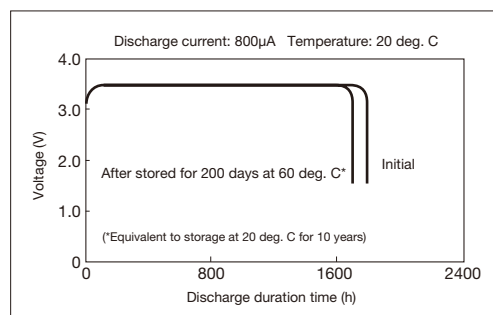 Discharge current: 800µA Temperature: 20 deg. C
4.0
3.0
2.0
1.0
0
Voltage (V)
After stored for 200 days at 60 deg. C*
Initial
(*Equivalent to storage at 20 deg. C for 10 years)
0
800
1600
2400
Discharge duration time (h)